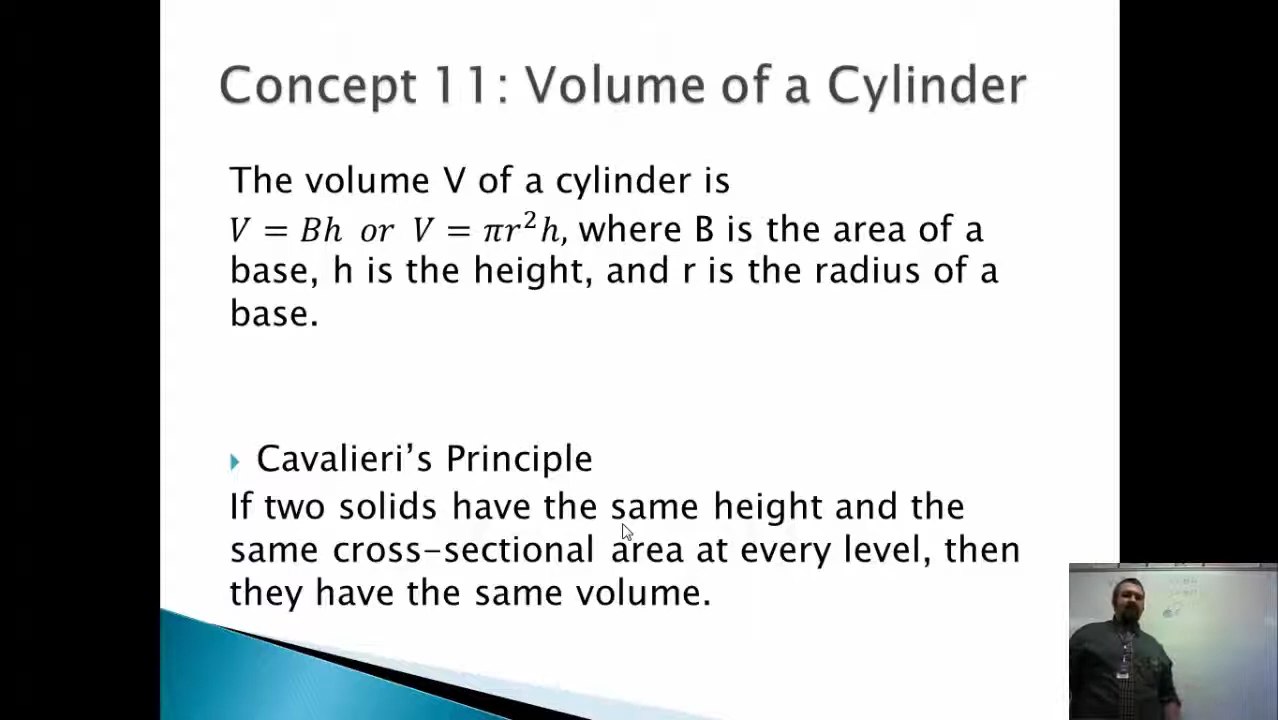 Concept 11: Volume of a Cylinder
The volume V of a cylinder is
V = Bh or V = πr²h, where B is the area of a
base, h is the height, and r is the radius of a
base.
Cavalieri's Principle
If two solids have the same height and the
same cross-sectional area at every level, then
they have the same volume.